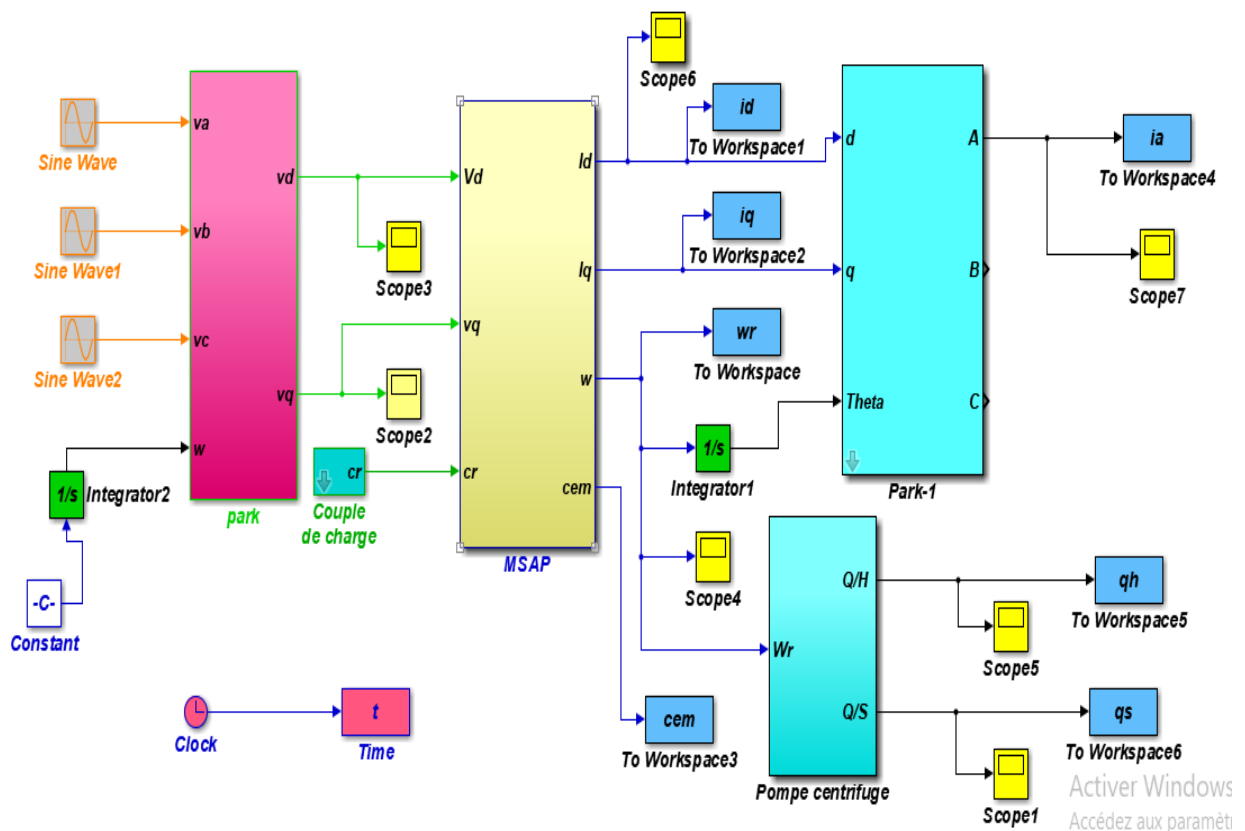 Scope6
id
To Workspace1
va
Sine Wave
vd
Vd
Scope3
Id
d
A
ia
To Workspace4
vb
Sine Wave1
iq
To Workspace2
Iq
q
B
Scope7
vc
Sine Wave2
vq
vq
Scope2
wr
To Workspace
w
Theta
C
w
1/s
Integrator2
park
cr
Couple
de charge
cr
cem
MSAP
1/s
Integrator1
Park-1
Scope4
-C-
Constant
Wr
Q/H
Q/S
Pompe centrifuge
qh
To Workspace5
Scope5
qs
To Workspace6
Scope1
Clock
t
Time
cem
To Workspace3
Activer Windows
Accédez aux paramètr